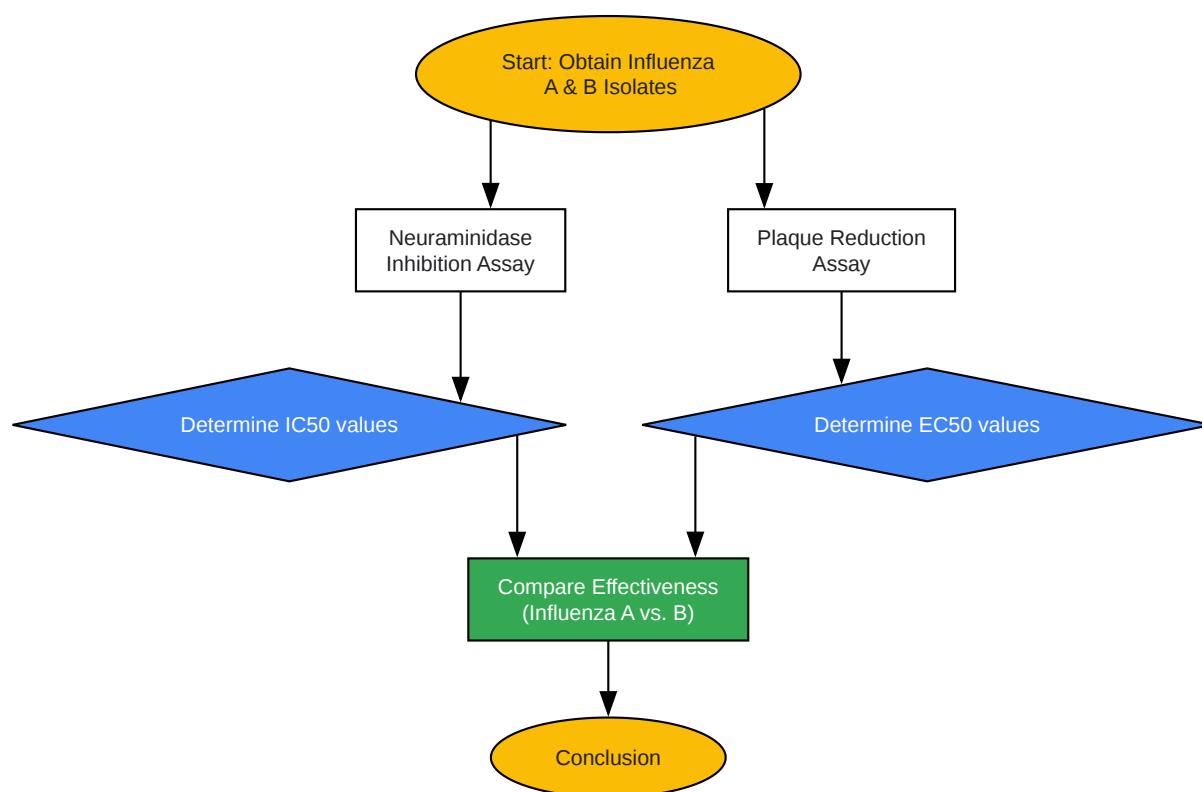 Start: Obtain Influenza
A & B Isolates
Neuraminidase
Inhibition Assay
Plaque Reduction
Assay
Determine IC50 values
Determine EC50 values
Compare Effectiveness
(Influenza A vs. B)
Conclusion